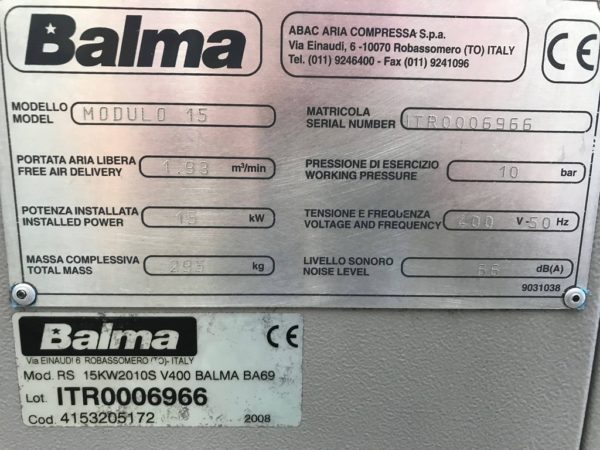 Balma
ABAC ARIA COMPRESSA S.p.a.
Via Einaudi, 6 -10070 Robassomero (TO) ITALY
Tel. (011) 9246400 - Fax (011) 9241096
CE
MODELLO
MODEL
MODULO 15
MATRICOLA
SERIAL NUMBER
ITR0006966
PORTATA ARIA LIBERA
FREE AIR DELIVERY
1.93 m³/min
PRESSIONE DI ESERCIZIO
WORKING PRESSURE
10 bar
POTENZA INSTALLATA
INSTALLED POWER
15 kW
TENSIONE E FREQUENZA
VOLTAGE AND FREQUENCY
400 V-50 Hz
MASSA COMPLESSIVA
TOTAL MASS
295 kg
LIVELLO SONORO
NOISE LEVEL
66 dB(A)
9031038
Balma
CE
Via EINAUDI 6 ROBASSOMERO (TO)- ITALY
Mod. RS 15KW2010S V400 BALMA BA69
Lot. ITR0006966
Cod. 4153205172 2008